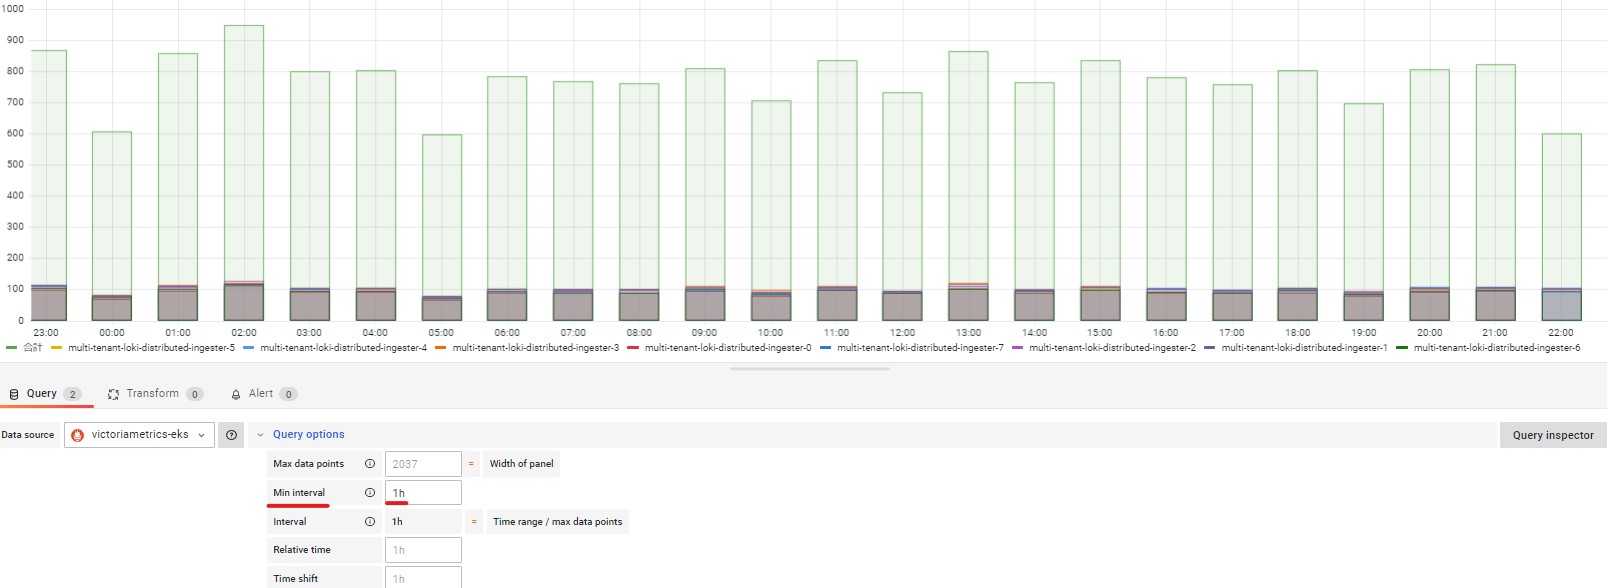 1000
900
800
700
600
500
400
300
200
100
0
23:00 00:00 01:00 02:00 03:00 04:00 05:00 06:00 07:00 08:00 09:00 10:00 11:00 12:00 13:00 14:00 15:00 16:00 17:00 18:00 19:00 20:00 21:00 22:00
合計 multi-tenant-loki-distributed-ingester-5 multi-tenant-loki-distributed-ingester-4 multi-tenant-loki-distributed-ingester-3 multi-tenant-loki-distributed-ingester-0 multi-tenant-loki-distributed-ingester-7 multi-tenant-loki-distributed-ingester-2 multi-tenant-loki-distributed-ingester-1 multi-tenant-loki-distributed-ingester-6
Query 2 Transform 0 Alert 0
Data source victoriametrics-eks Query options Query inspector
Max data points 2037 = Width of panel
Min interval 1h
Interval 1h = Time range / max data points
Relative time 1h
Time shift 1h